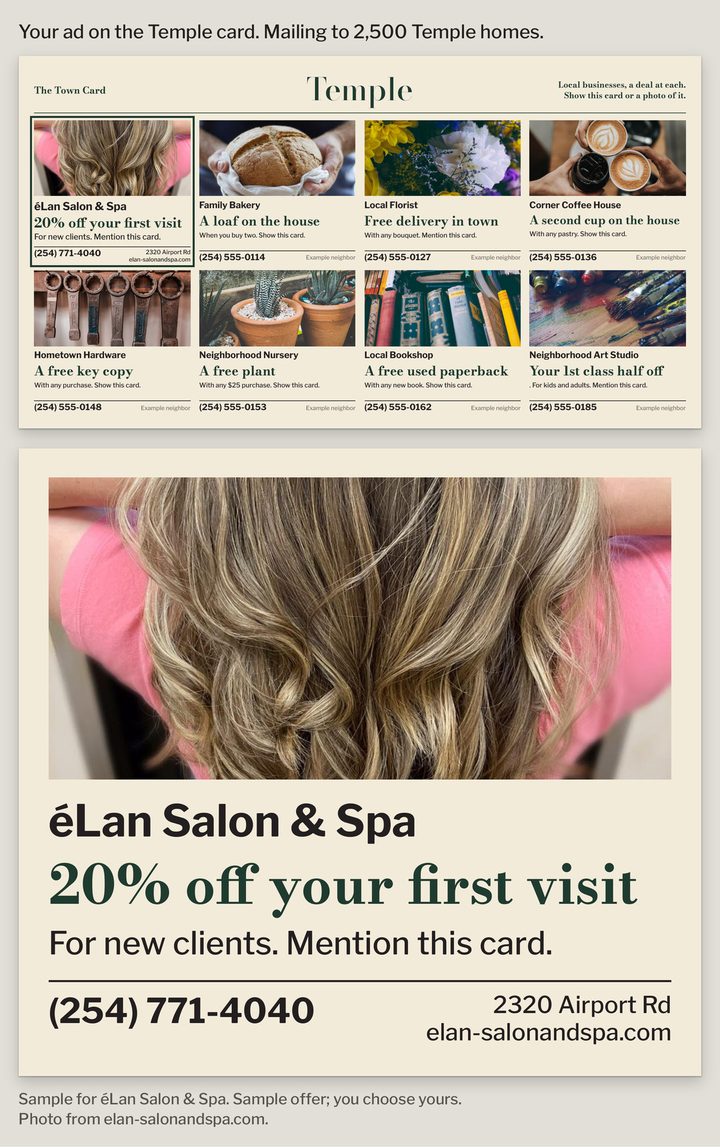 Your ad on the Temple card. Mailing to 2,500 Temple homes.
The Town Card
Temple
Local businesses, a deal at each.
Show this card or a photo of it.
éLan Salon & Spa
20% off your first visit
For new clients. Mention this card.
(254) 771-4040
2320 Airport Rd
elan-salonandspa.com
Family Bakery
A loaf on the house
When you buy two. Show this card.
(254) 555-0114
Example neighbor
Local Florist
Free delivery in town
With any bouquet. Mention this card.
(254) 555-0127
Example neighbor
Corner Coffee House
A second cup on the house
With any pastry. Show this card.
(254) 555-0136
Example neighbor
Hometown Hardware
A free key copy
With any purchase. Show this card.
(254) 555-0148
Example neighbor
Neighborhood Nursery
A free plant
With any $25 purchase. Show this card.
(254) 555-0153
Example neighbor
Local Bookshop
A free used paperback
With any new book. Show this card.
(254) 555-0162
Example neighbor
Neighborhood Art Studio
Your 1st class half off
. For kids and adults. Mention this card.
(254) 555-0185
Example neighbor
éLan Salon & Spa
20% off your first visit
For new clients. Mention this card.
(254) 771-4040
2320 Airport Rd
elan-salonandspa.com
Sample for éLan Salon & Spa. Sample offer; you choose yours.
Photo from elan-salonandspa.com.